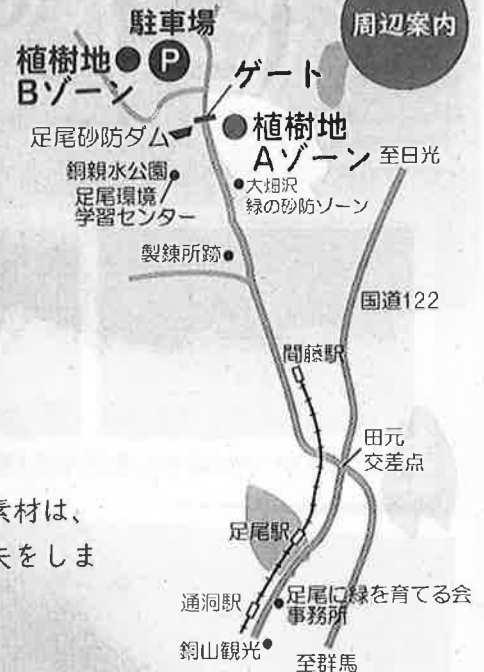 周辺案内
駐車場
P
植樹地
Bゾーン
ゲート
足尾砂防ダム
植樹地
Aゾーン
至日光
銅親水公園
足尾環境
学習センター
大畑沢
緑の砂防ゾーン
製錬所跡
国道122
間藤駅
田元
交差点
素材は、
夫をしま
足尾駅
通洞駅
足尾に緑を育てる会
事務所
銅山観光
至群馬